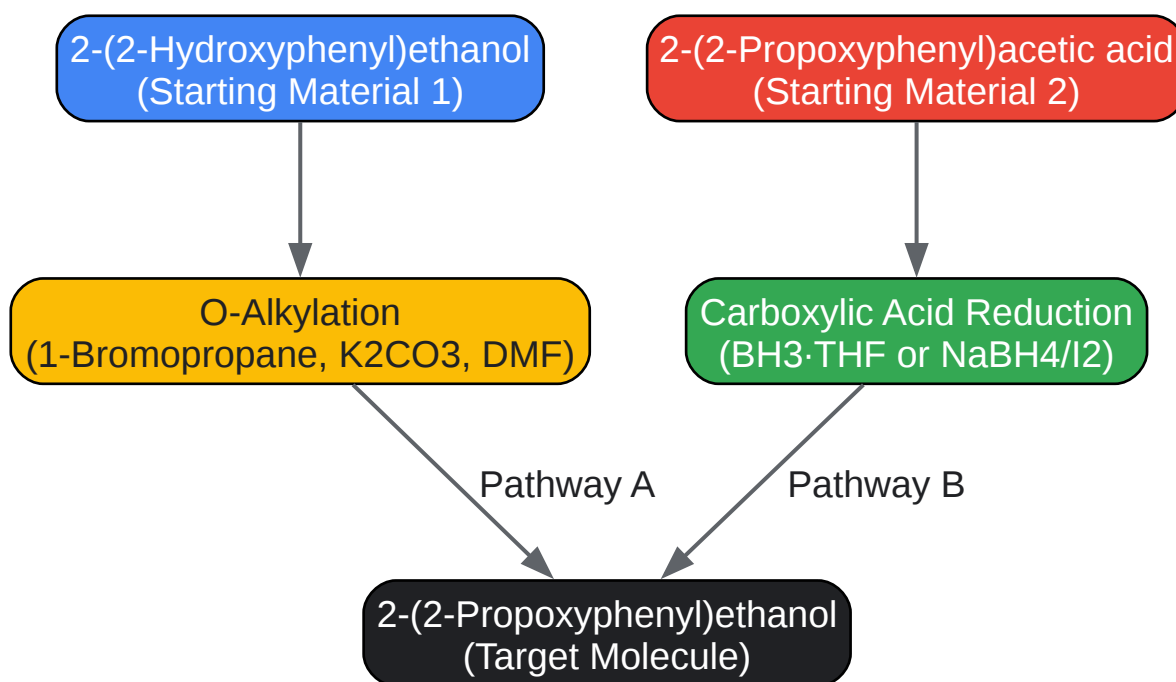 2-(2-Hydroxyphenyl)ethanol
(Starting Material 1)
2-(2-Propoxyphenyl)acetic acid
(Starting Material 2)
O-Alkylation
(1-Bromopropane, K2CO3, DMF)
Carboxylic Acid Reduction
(BH3·THF or NaBH4/I2)
Pathway A
Pathway B
2-(2-Propoxyphenyl)ethanol
(Target Molecule)